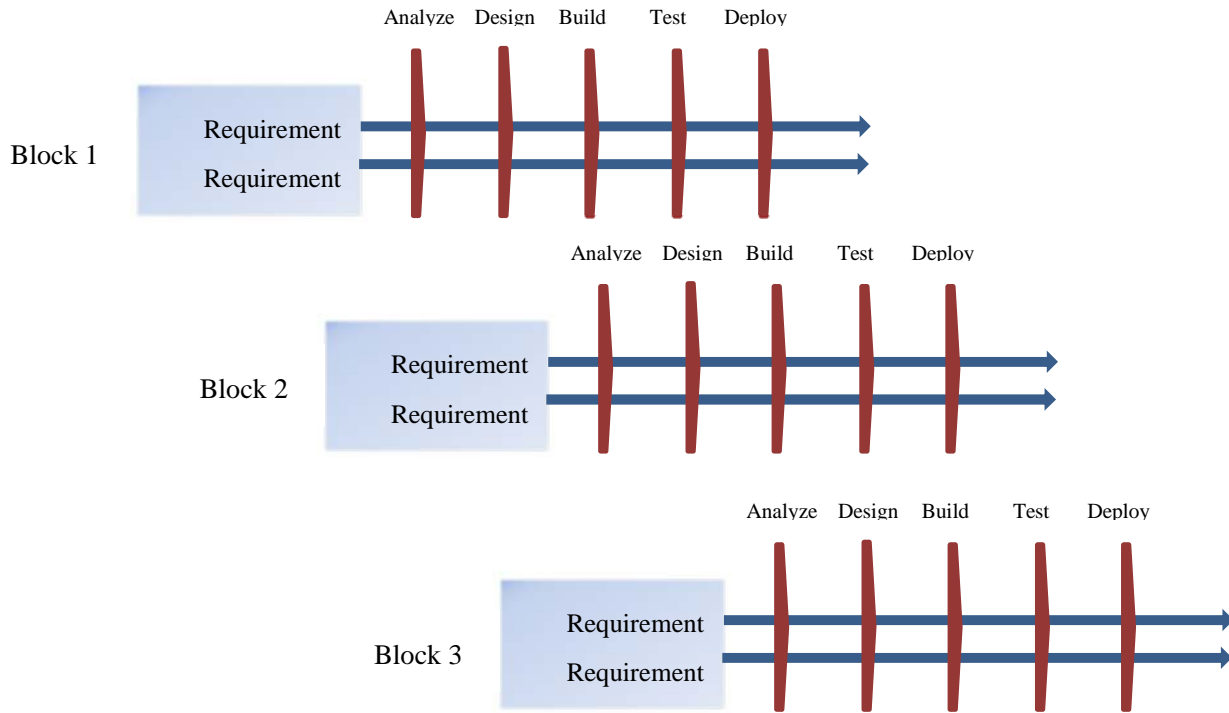 Analyze Design Build Test Deploy
Requirement
Block 1
Requirement
Analyze Design Build Test Deploy
Requirement
Block 2
Requirement
Analyze Design Build Test Deploy
Requirement
Block 3
Requirement